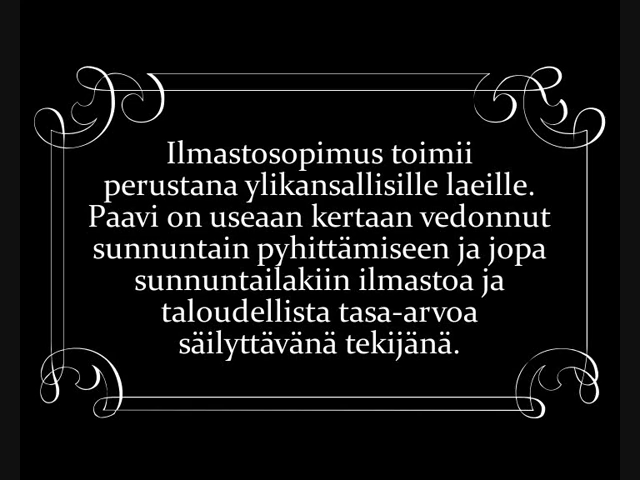 Ilmastosopimus toimii
perustana ylikansallisille laeille.
Paavi on useaan kertaan vedonnut
sunnuntain pyhittämiseen ja jopa
sunnuntailakiin ilmastoa ja
taloudellista tasa-arvoa
säilyttävänä tekijänä.